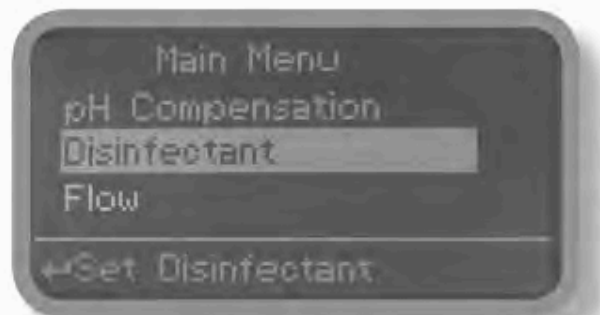 Main Menu
pH Compensation
Disinfectant
Flow
↵Set Disinfectant